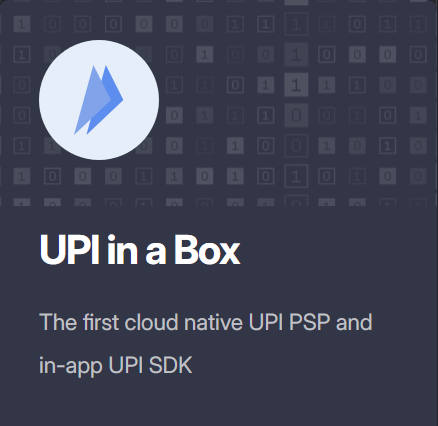 UPI in a Box
The first cloud native UPI PSP and
in-app UPI SDK